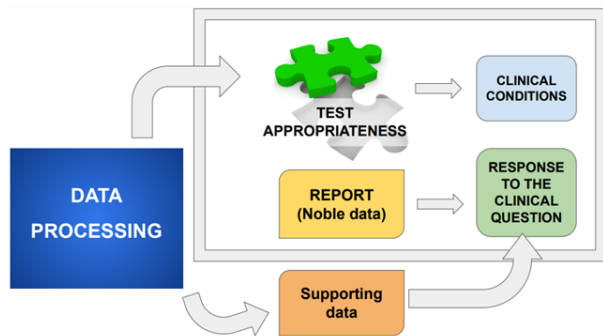 DATA
PROCESSING
TEST
APPROPRIATENESS
CLINICAL
CONDITIONS
REPORT
(Noble data)
RESPONSE
TO THE
CLINICAL
QUESTION
Supporting
data